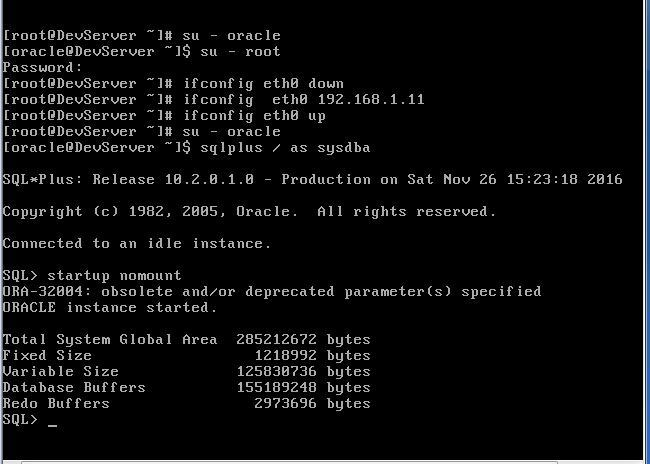 [root@DevServer ~]# su - oracle
[oracle@DevServer ~]$ su - root
Password:
[root@DevServer ~]# ifconfig eth0 down
[root@DevServer ~]# ifconfig  eth0 192.168.1.11
[root@DevServer ~]# ifconfig eth0 up
[root@DevServer ~]# su - oracle
[oracle@DevServer ~]$ sqlplus / as sysdba
SQL*Plus: Release 10.2.0.1.0 - Production on Sat Nov 26 15:23:18 2016
Copyright (c) 1982, 2005, Oracle.  All rights reserved.
Connected to an idle instance.
SQL> startup nomount
ORA-32004: obsolete and/or deprecated parameter(s) specified
ORACLE instance started.
Total System Global Area  285212672 bytes
Fixed Size                  1218992 bytes
Variable Size             125830736 bytes
Database Buffers          155189248 bytes
Redo Buffers                2973696 bytes
SQL> _